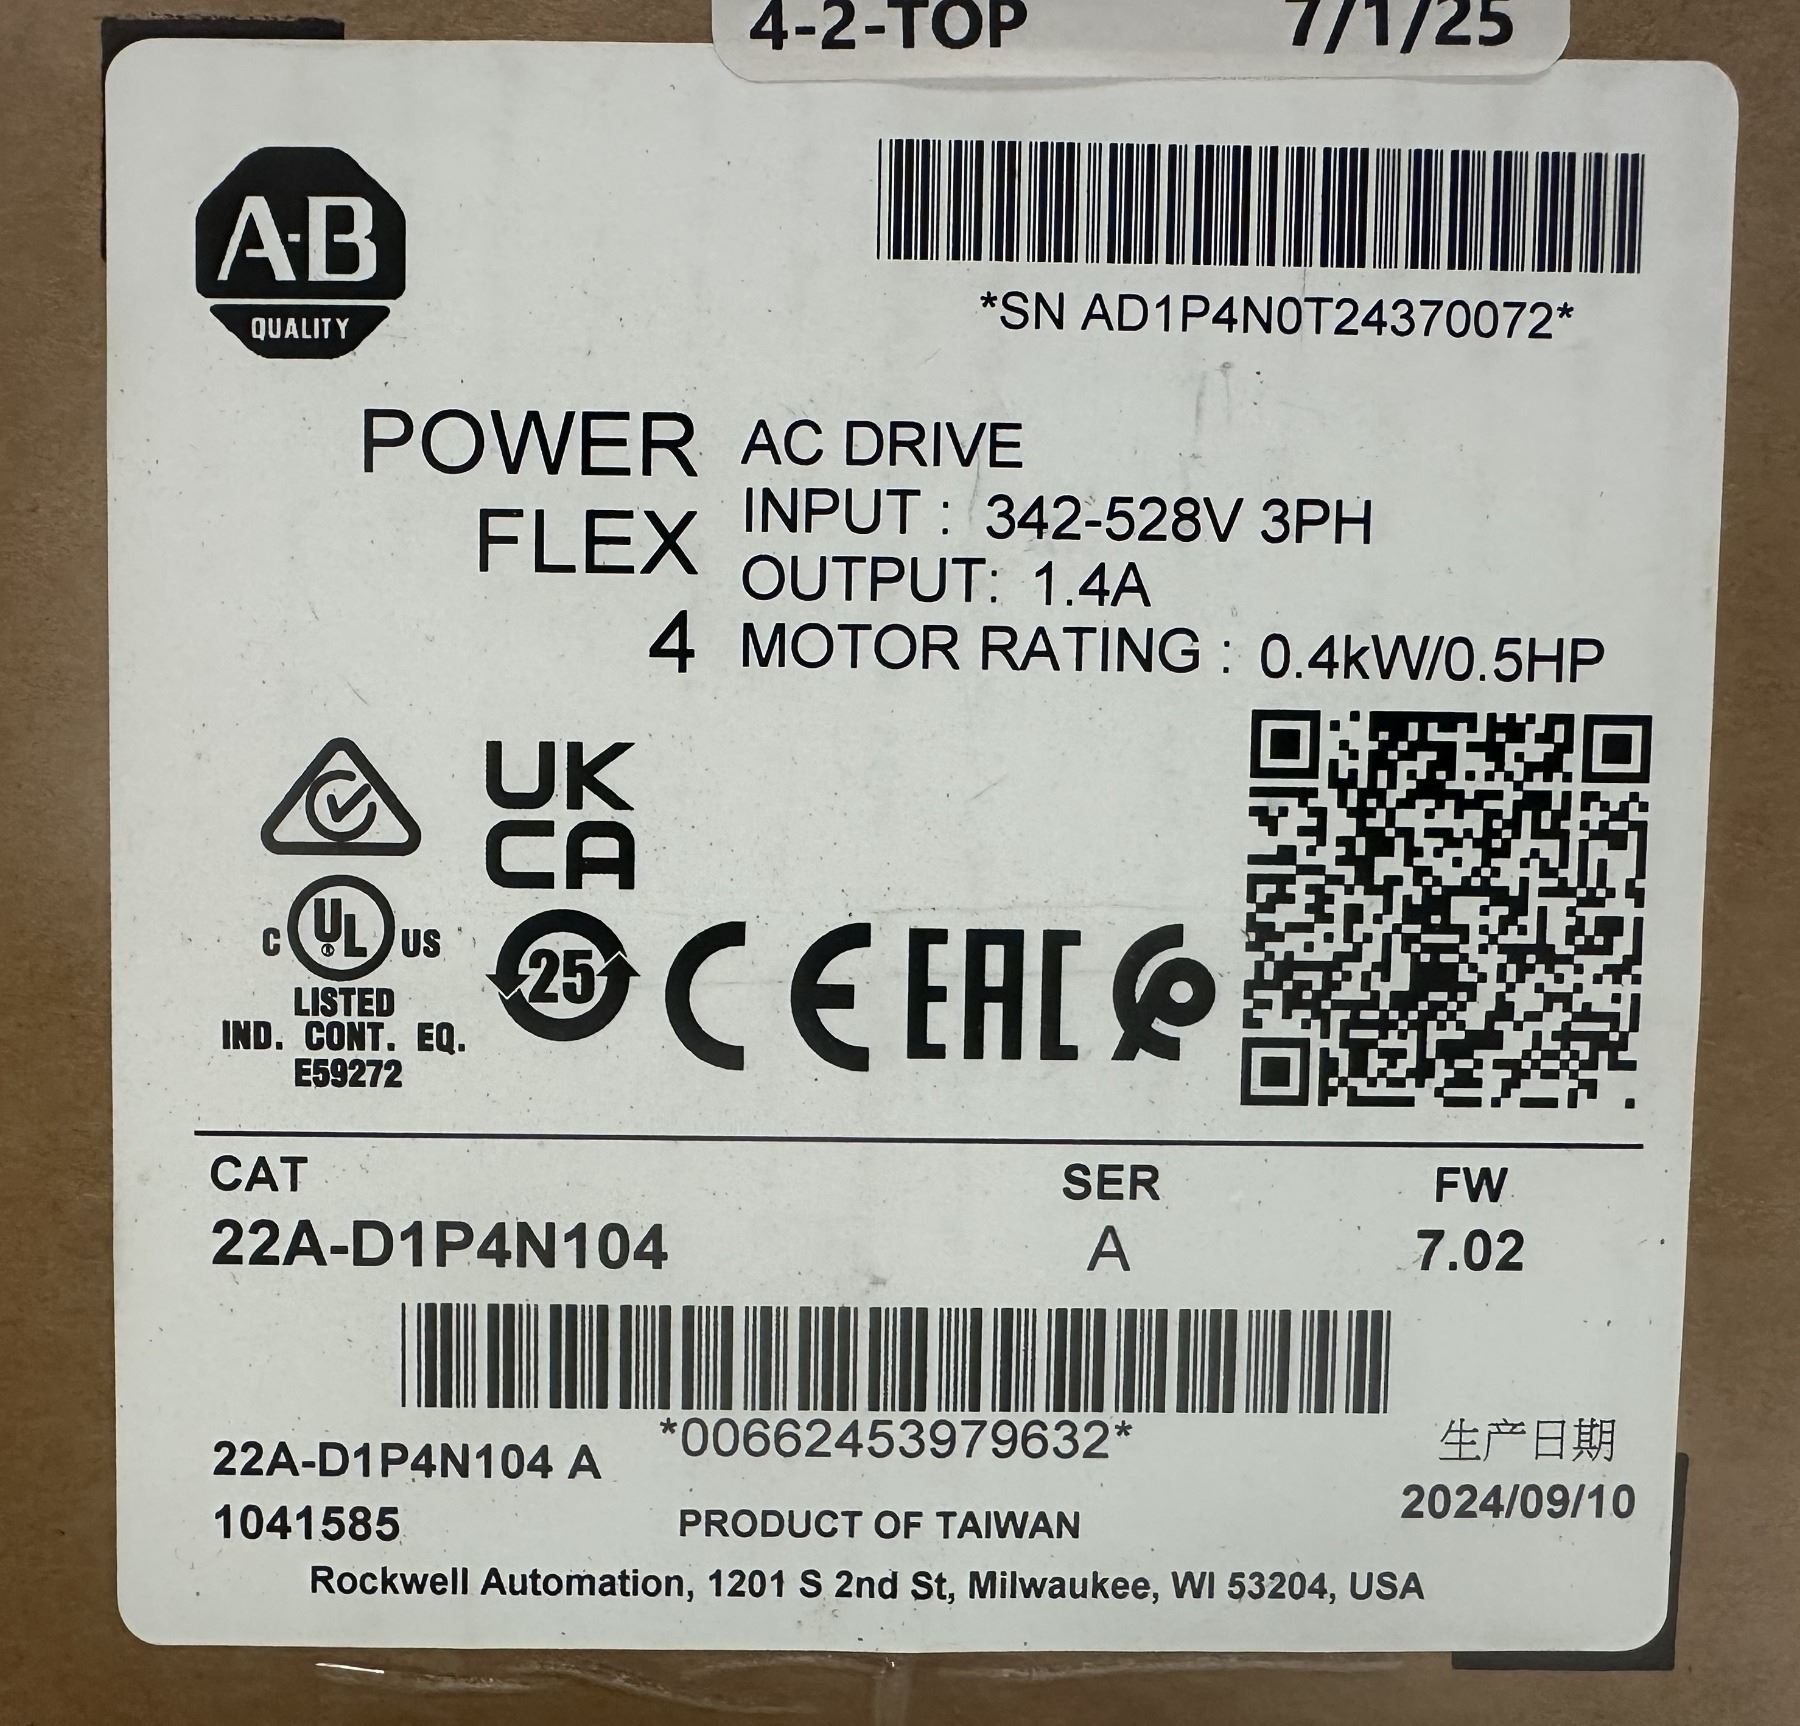 4-2-TOP 7/1/25
A-B
QUALITY
*SN AD1P4N0T24370072*
POWER
FLEX
4
AC DRIVE
INPUT : 342-528V 3PH
OUTPUT: 1.4A
MOTOR RATING : 0.4kW/0.5HP
UK
CA
C UL US
LISTED
IND. CONT. EQ.
E59272
25
CE
EAC
CAT SER FW
22A-D1P4N104 A 7.02
*00662453979632*
22A-D1P4N104 A
1041585
PRODUCT OF TAIWAN
生产日期
2024/09/10
Rockwell Automation, 1201 S 2nd St, Milwaukee, WI 53204, USA